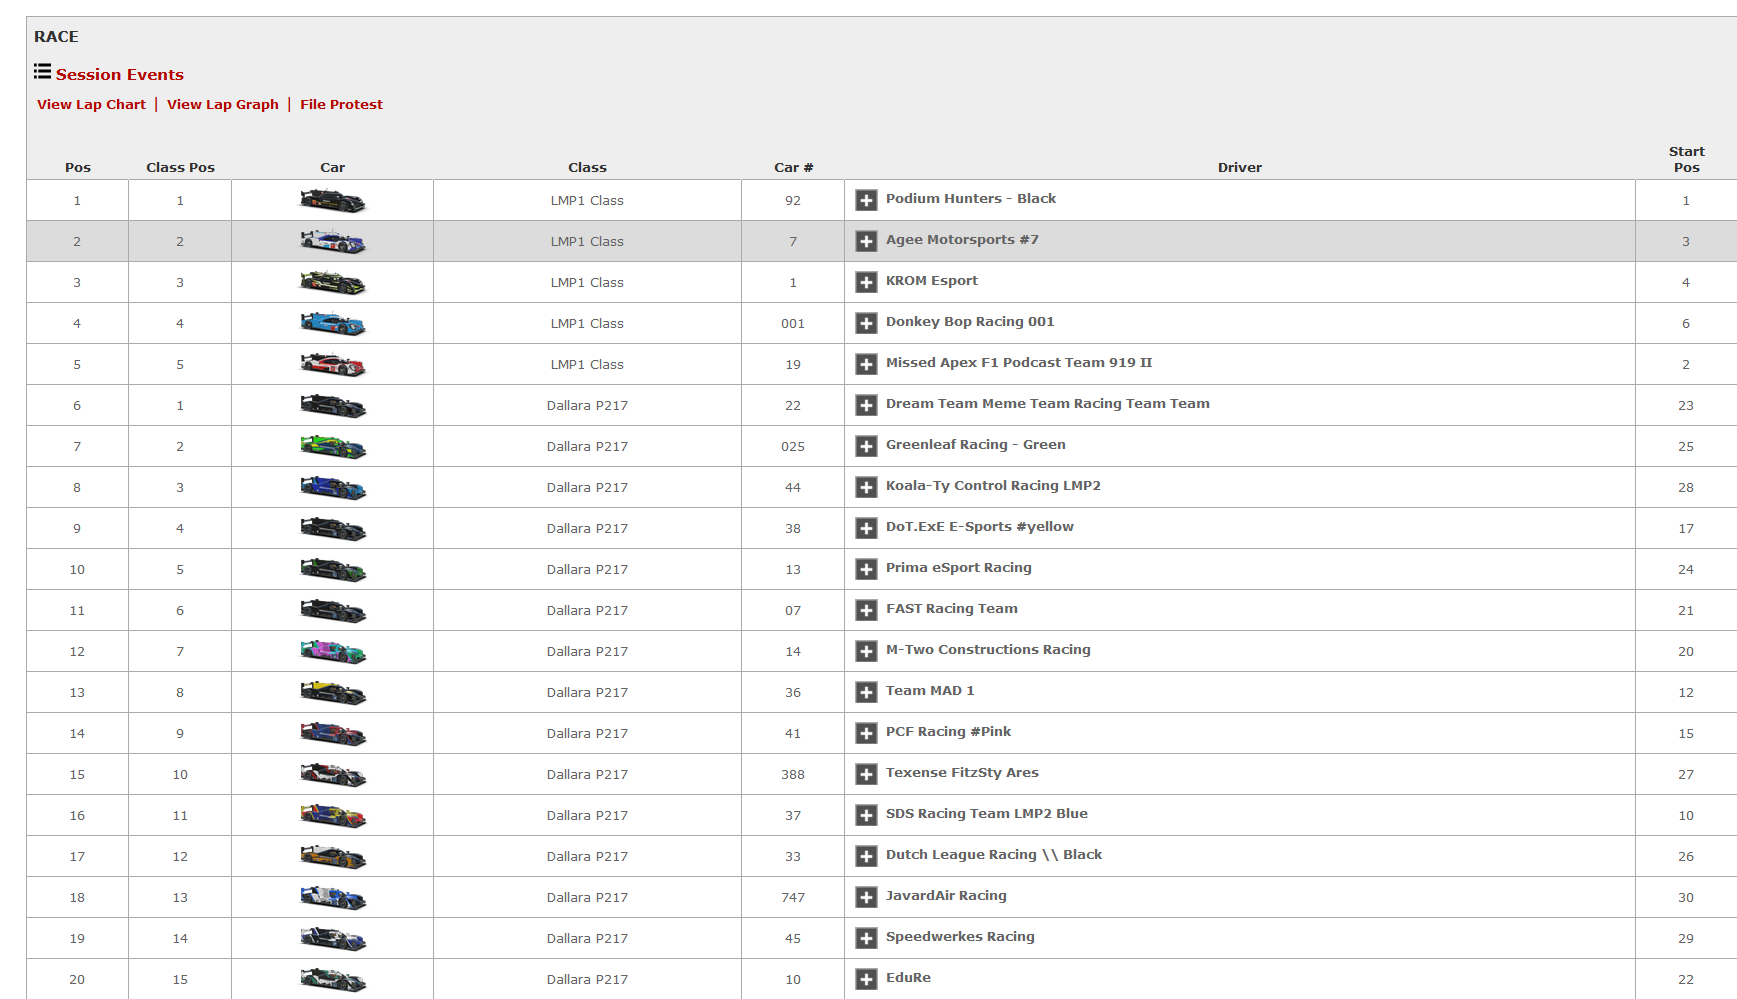 RACE
Session Events
View Lap Chart | View Lap Graph | File Protest
Pos Class Pos Car Class Car # Driver Start Pos
1 1 LMP1 Class 92 Podium Hunters - Black 1
2 2 LMP1 Class 7 Agee Motorsports #7 3
3 3 LMP1 Class 1 KROM Esport 4
4 4 LMP1 Class 001 Donkey Bop Racing 001 6
5 5 LMP1 Class 19 Missed Apex F1 Podcast Team 919 II 2
6 1 Dallara P217 22 Dream Team Meme Team Racing Team Team 23
7 2 Dallara P217 025 Greenleaf Racing - Green 25
8 3 Dallara P217 44 Koala-Ty Control Racing LMP2 28
9 4 Dallara P217 38 DoT.ExE E-Sports #yellow 17
10 5 Dallara P217 13 Prima eSport Racing 24
11 6 Dallara P217 07 FAST Racing Team 21
12 7 Dallara P217 14 M-Two Constructions Racing 20
13 8 Dallara P217 36 Team MAD 1 12
14 9 Dallara P217 41 PCF Racing #Pink 15
15 10 Dallara P217 388 Texense FitzSty Ares 27
16 11 Dallara P217 37 SDS Racing Team LMP2 Blue 10
17 12 Dallara P217 33 Dutch League Racing \\ Black 26
18 13 Dallara P217 747 JavardAir Racing 30
19 14 Dallara P217 45 Speedwerkes Racing 29
20 15 Dallara P217 10 EduRe 22